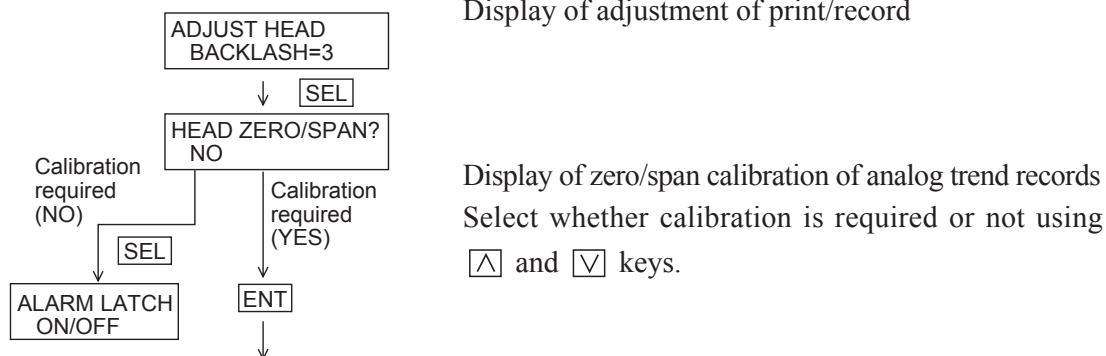 Display of adjustment of print/record
ADJUST HEAD
BACKLASH=3
SEL
HEAD ZERO/SPAN?
NO
Calibration
required
(NO)
Calibration
required
(YES)
SEL
ENT
ALARM LATCH
ON/OFF
Display of zero/span calibration of analog trend records
Select whether calibration is required or not using
∧ and ∨ keys.